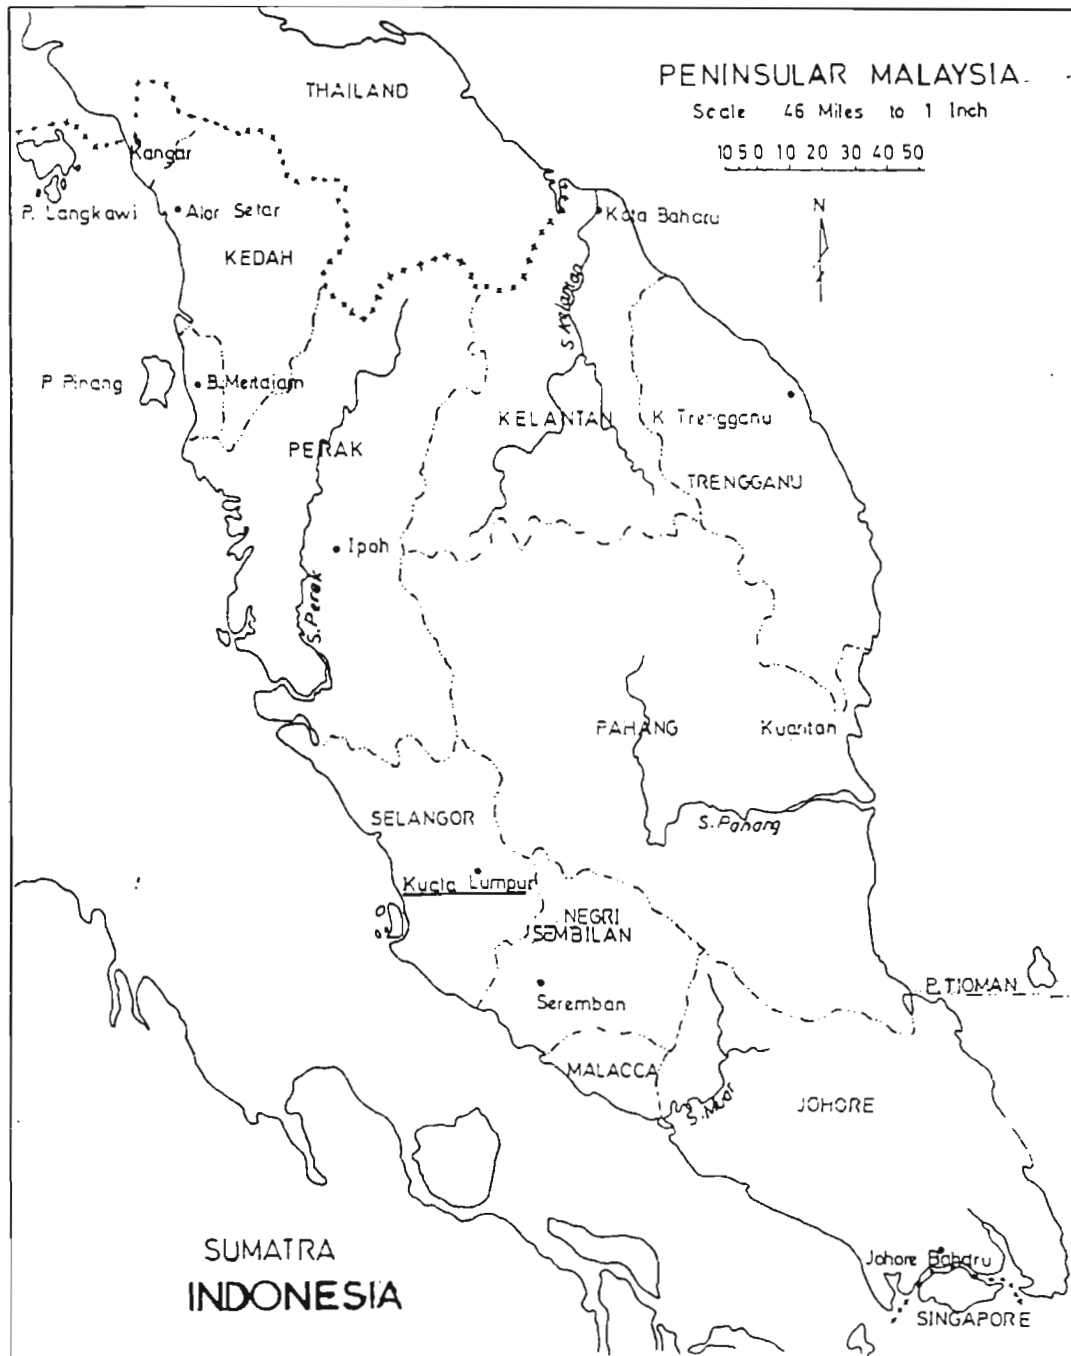 PENINSULAR MALAYSIA
Scale 46 Miles to 1 Inch
10 5 0 10 20 30 40 50
N
THAILAND
Kangar
P. Langkawi
Alor Setar
Kota Baharu
KEDAH
S. Kelantan
P. Pinang
B. Mertajam
KELANTAN
K. Trengganu
PERAK
TRENGGANU
Ipoh
S. Perak
PAHANG
Kuantan
SELANGOR
S. Pahang
Kuala Lumpur
NEGRI
SEMBILAN
P. TIOMAN
Seremban
MALACCA
S. Muar
JOHORE
SUMATRA
INDONESIA
Johore Baharu
SINGAPORE